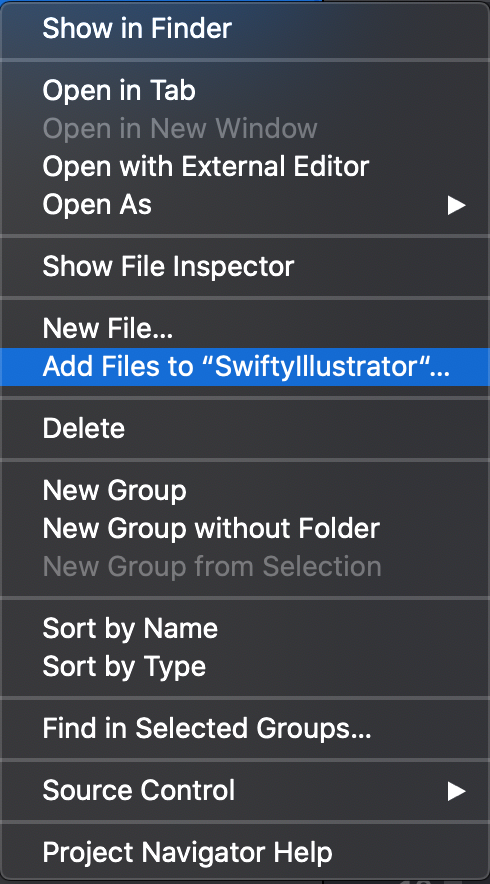 Show in Finder
Open in Tab
Open in New Window
Open with External Editor
Open As
Show File Inspector
New File...
Add Files to “SwiftyIllustrator“...
Delete
New Group
New Group without Folder
New Group from Selection
Sort by Name
Sort by Type
Find in Selected Groups...
Source Control
Project Navigator Help